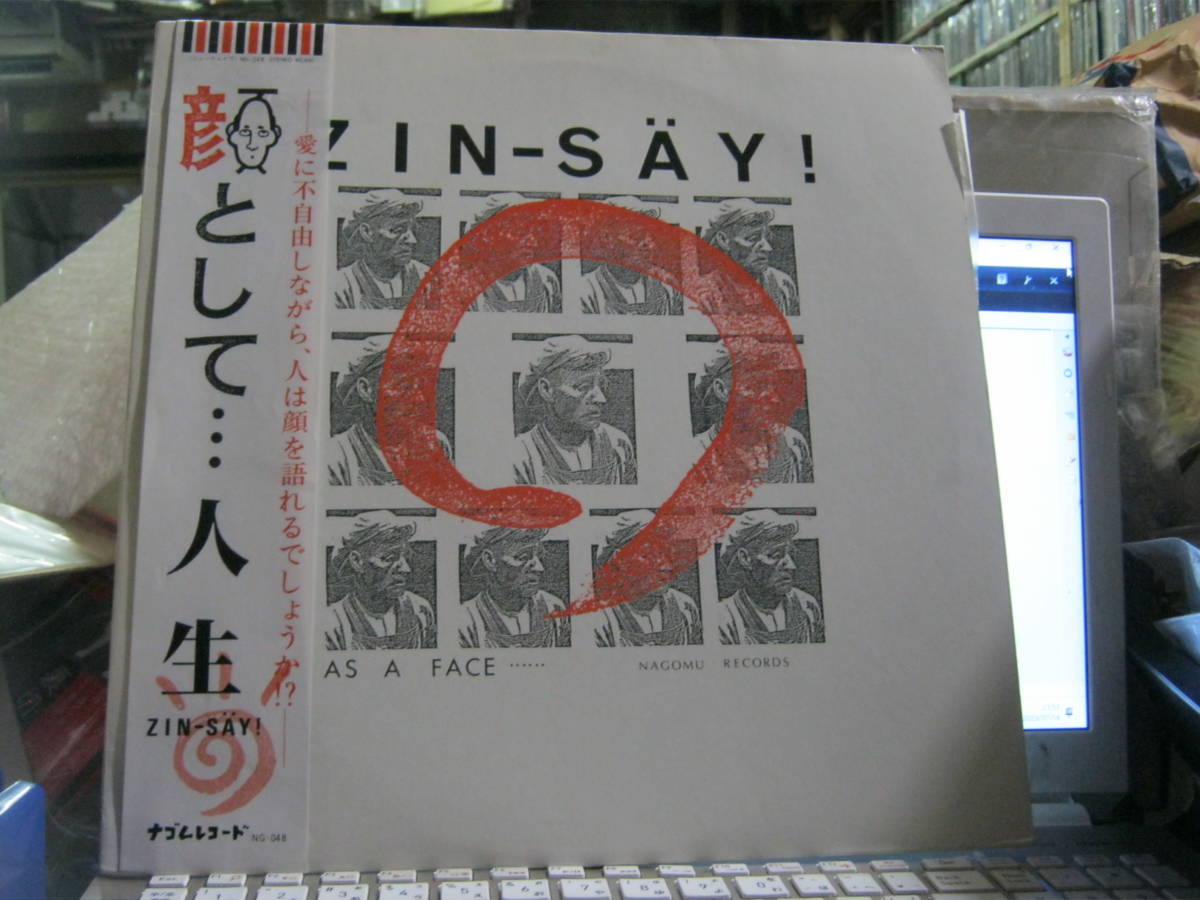 顔として…人生
愛に不自由しながら、人は顔を語れるでしょうか!?
ZIN-SÄY!
ナゴムレコード NG-048
ZIN-SÄY!
AS A FACE ……
NAGOMU RECORDS